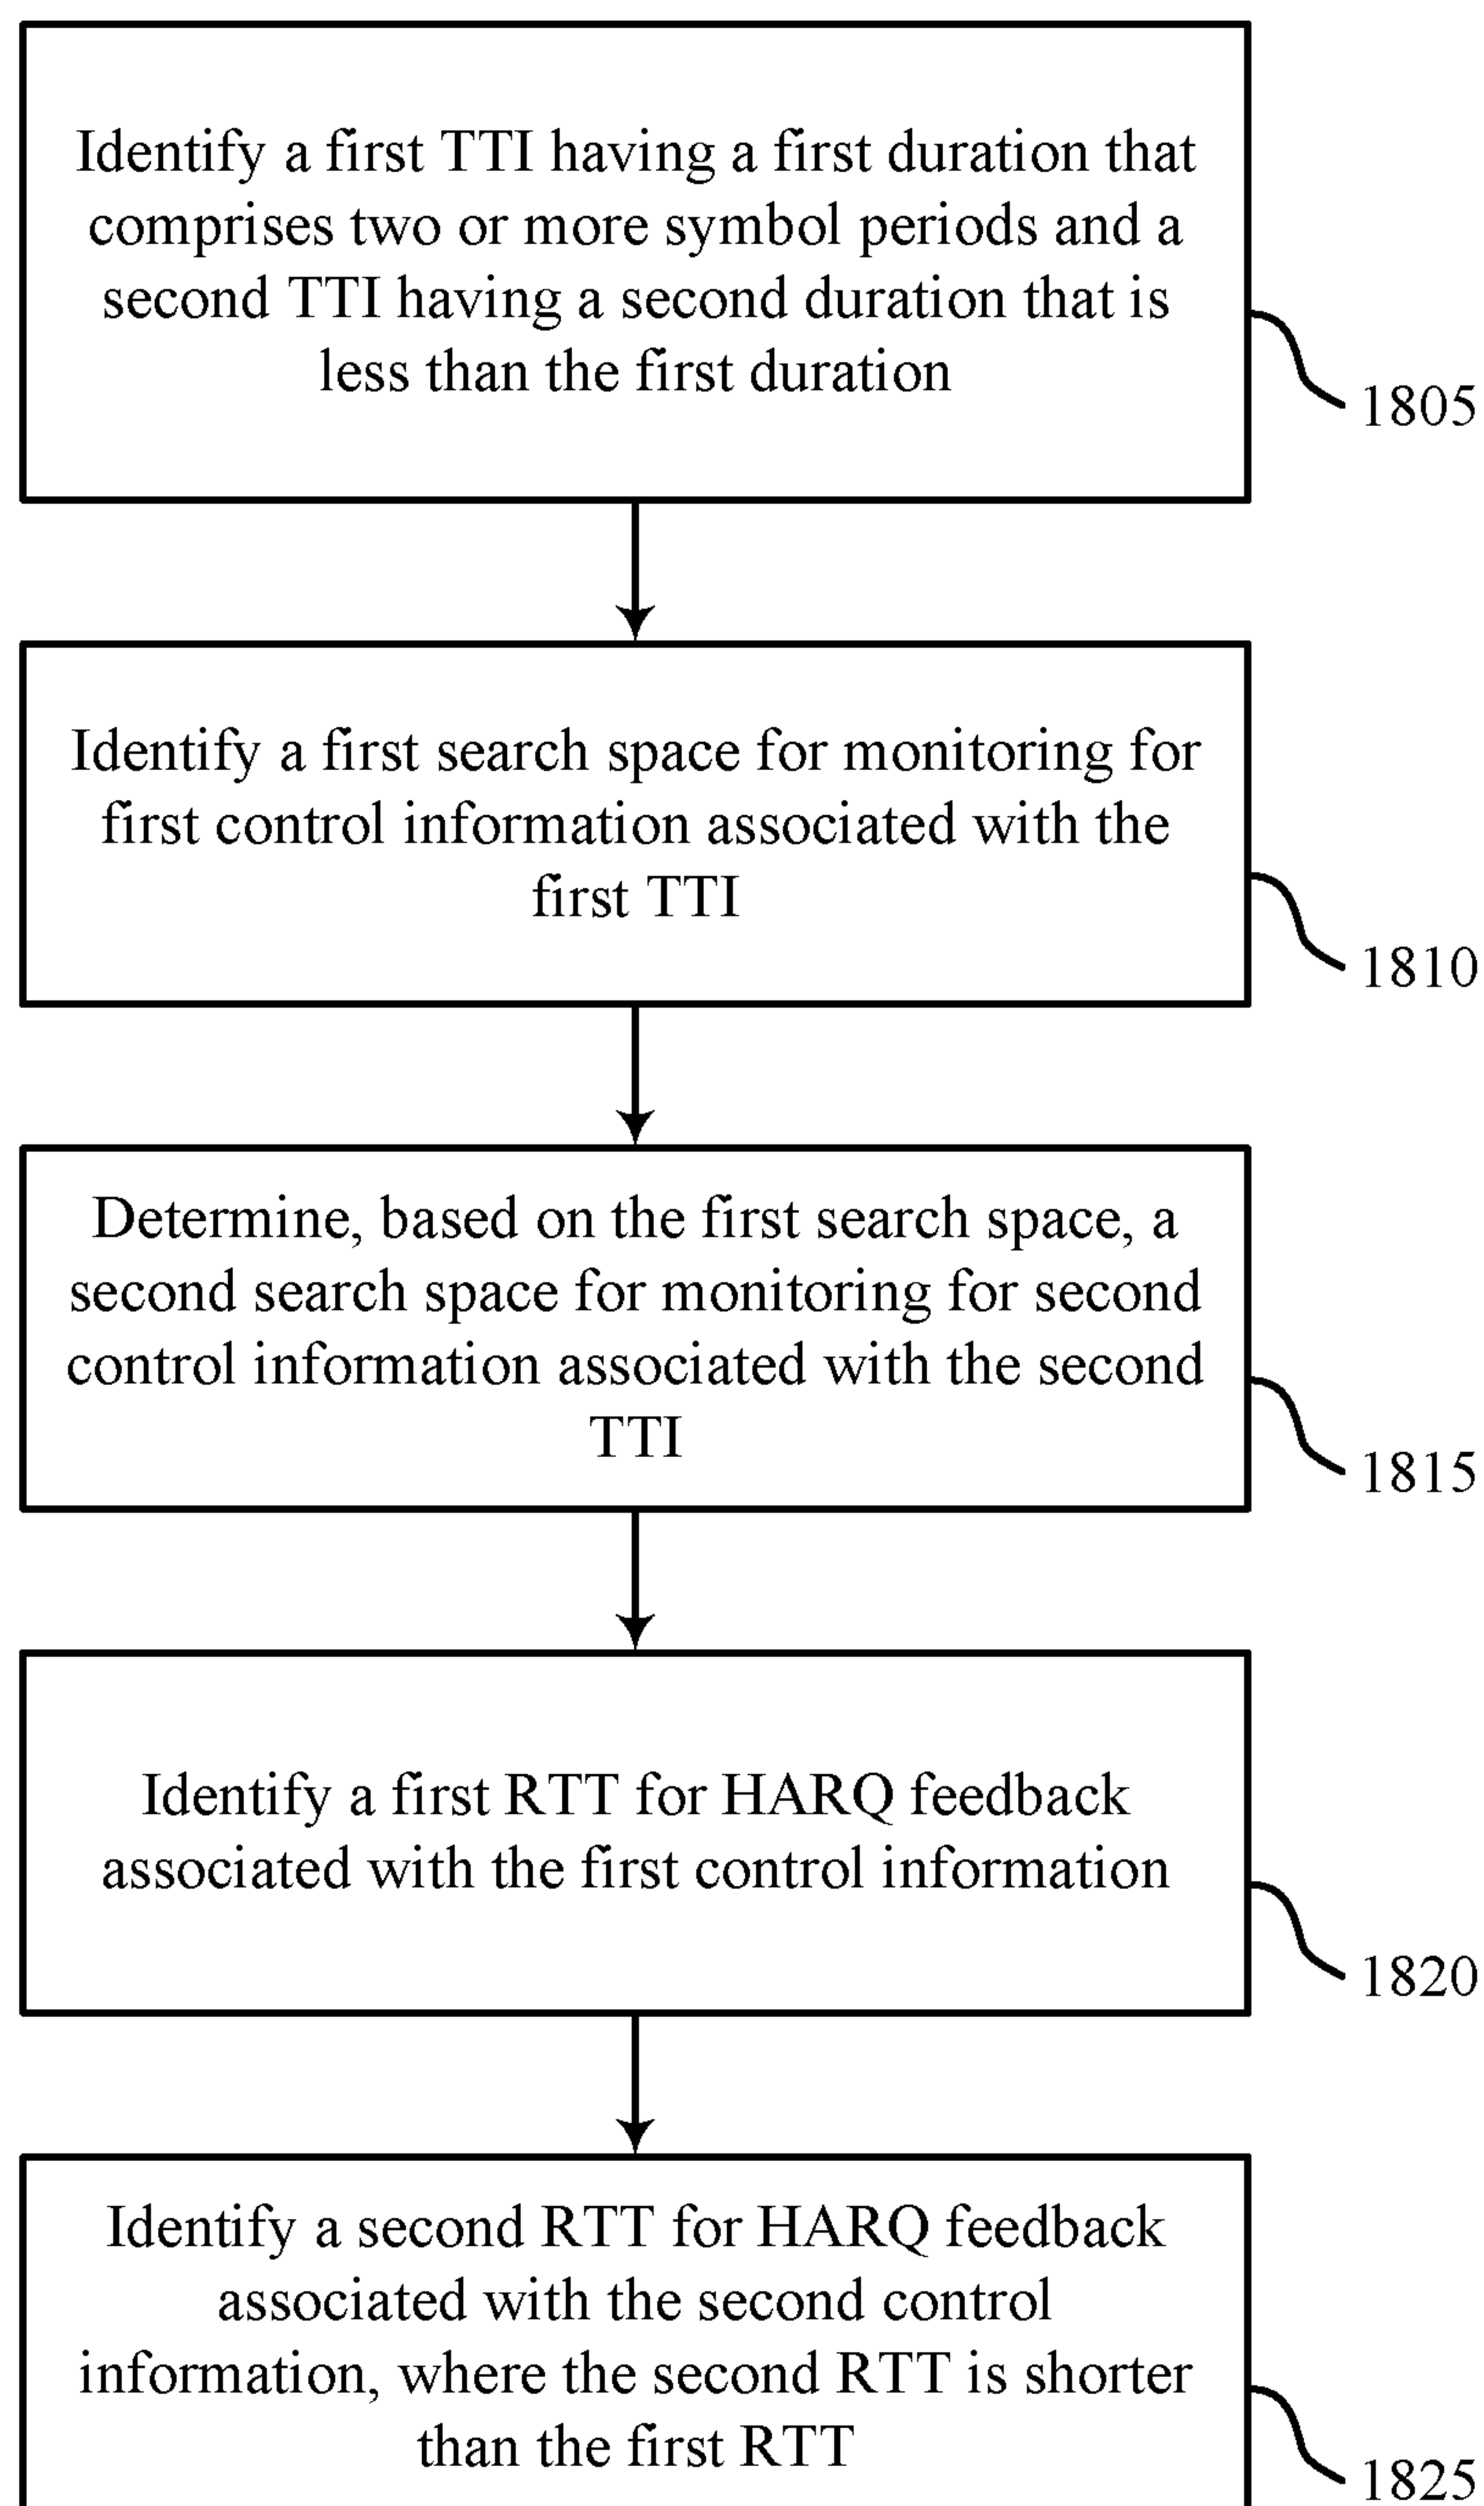 Identify a first TTI having a first duration that
comprises two or more symbol periods and a
second TTI having a second duration that is
less than the first duration
1805
Identify a first search space for monitoring for
first control information associated with the
first TTI
1810
Determine, based on the first search space, a
second search space for monitoring for second
control information associated with the second
TTI
1815
Identify a first RTT for HARQ feedback
associated with the first control information
1820
Identify a second RTT for HARQ feedback
associated with the second control
information, where the second RTT is shorter
than the first RTT
1825